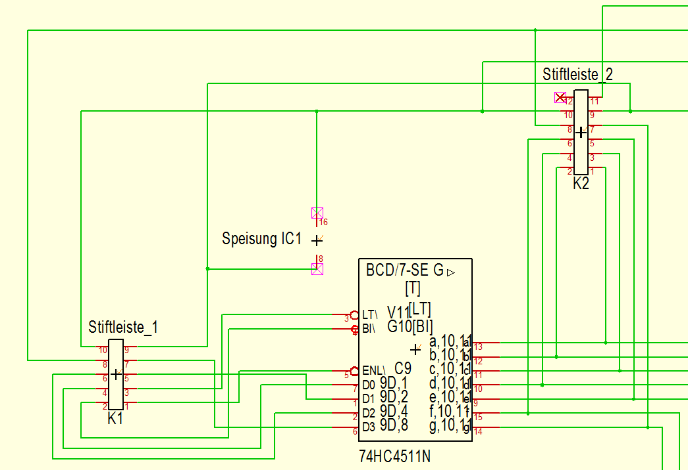 Stiftleiste_2
12 11
10 9
8 7
6 5
4 3
2 1
K2
16
Speisung IC1
8
BCD/7-SE G
[T]
3 LT\ V11[LT]
4 BI\ G10[BI]
Stiftleiste_1
10 9
8 7
6 5
4 3
2 1
K1
a,10,11 a 13
b,10,11 b 12
5 ENL\ C9 c,10,11 c 11
7 D0 9D,1 d,10,11 d 10
1 D1 9D,2 e,10,11 e 9
2 D2 9D,4 f,10,11 f 15
6 D3 9D,8 g,10,11 g 14
74HC4511N